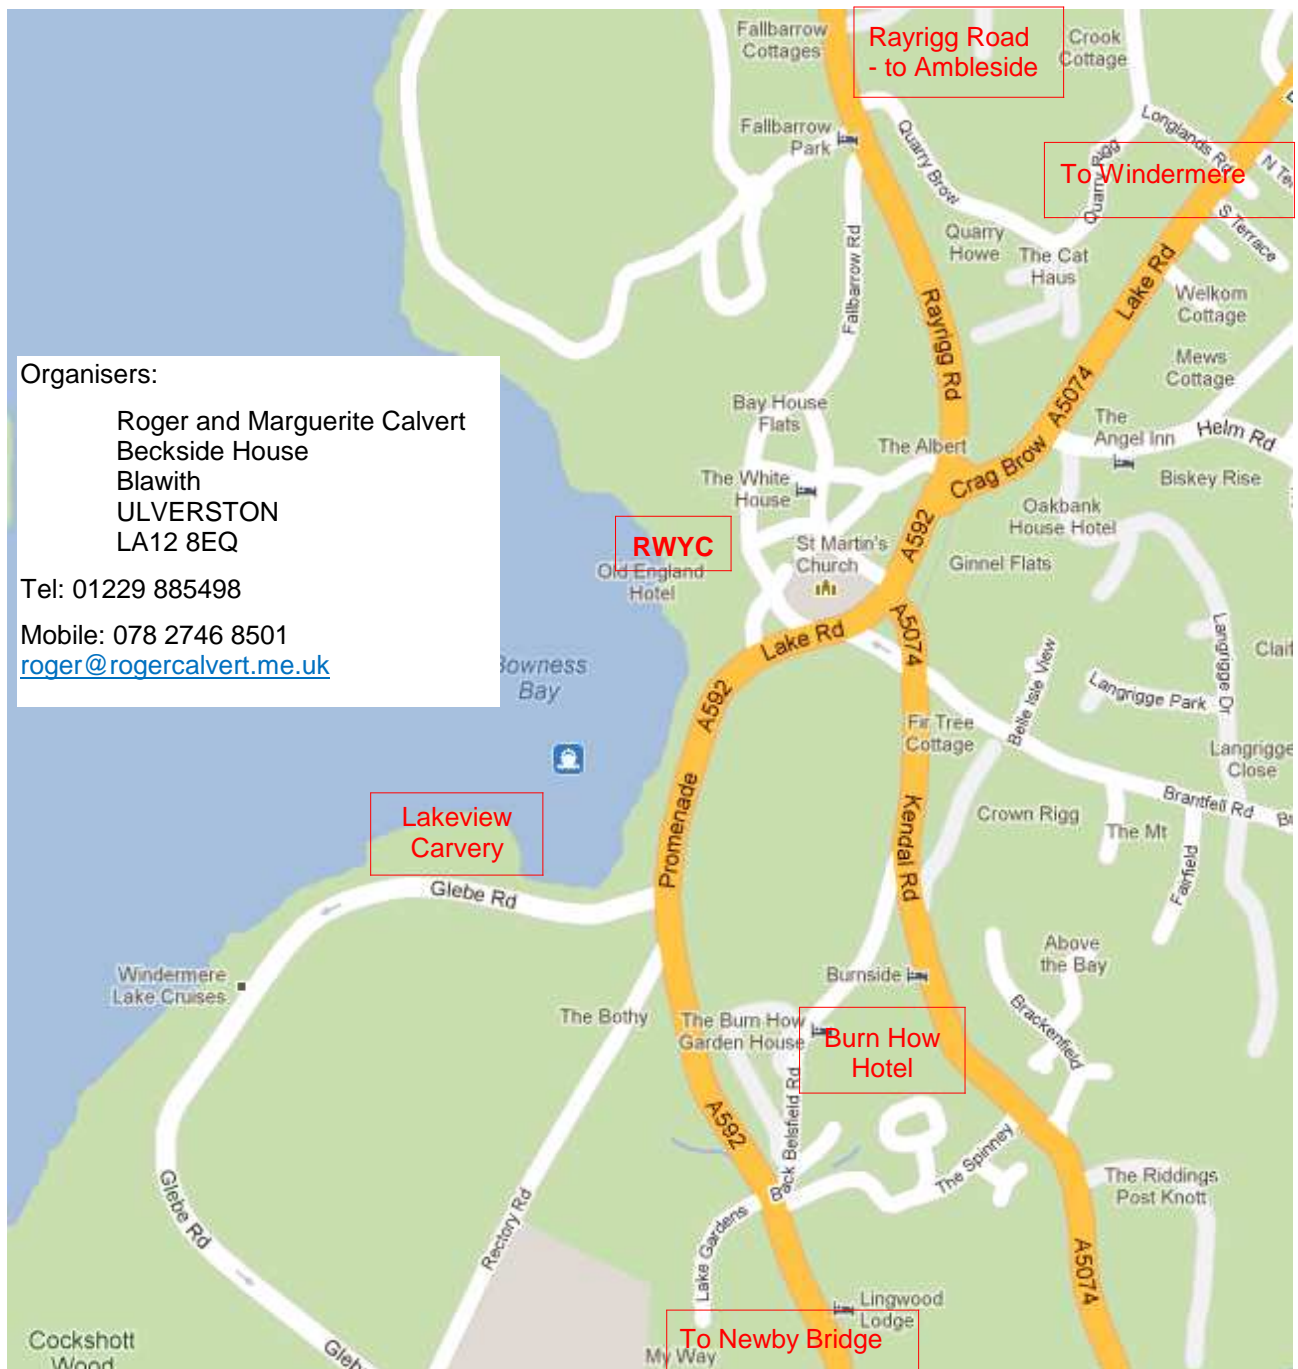 Fallbarrow
Cottages
Rayrigg Road
- to Ambleside
Crook
Cottage
Fallbarrow
Park
Quarry Brow
Longlands Rd
Quarry Rigg
To Windermere
N Te
S Terrace
Quarry
Howe
The Cat
Haus
Lake Rd
Welkom
Cottage
Fallbarrow Rd
Rayrigg Rd
Mews
Cottage
A5074
Organisers:
Roger and Marguerite Calvert
Beckside House
Blawith
ULVERSTON
LA12 8EQ
Tel: 01229 885498
Mobile: 078 2746 8501
roger@rogercalvert.me.uk
Bay House
Flats
The Albert
The
Angel Inn
Helm Rd
Crag Brow
The White
House
Biskey Rise
Oakbank
House Hotel
A592
RWYC
St Martin's
Church
Ginnel Flats
Old England
Hotel
Lake Rd
A5074
Langrigge Dr
Claif
Bowness
Bay
A592
Belle Isle View
Langrigge Park
Fir Tree
Cottage
Langrigge
Close
Promenade
Kendal Rd
Brantfell Rd
Lakeview
Carvery
Crown Rigg
The Mt
Glebe Rd
Fairfield
Windermere
Lake Cruises
Burnside
Above
the Bay
The Bothy
The Burn How
Garden House
Burn How
Hotel
Brackenfield
A592
Back Belsfield Rd
The Spinney
The Riddings
Post Knott
Glebe Rd
Rectory Rd
Lake Gardens
A5074
Lingwood
Lodge
To Newby Bridge
Cockshott
Wood
Gleb
My Way